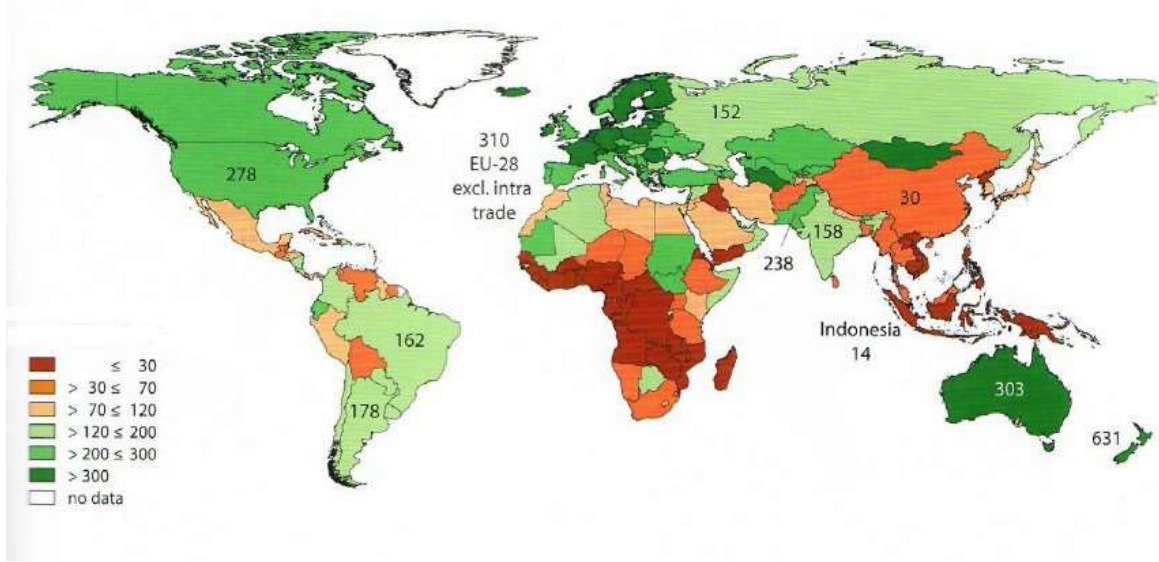 152
310
EU-28
excl. intra
trade
278
30
158
238
162
Indonesia
14
178
303
631
≤ 30
> 30 ≤ 70
> 70 ≤ 120
> 120 ≤ 200
> 200 ≤ 300
> 300
no data